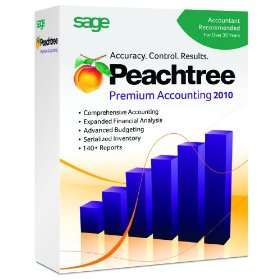 sage
Accountant
Recommended
For Over 30 Years
Accuracy. Control. Results.
Peachtree
Premium Accounting 2010
• Comprehensive Accounting
• Expanded Financial Analysis
• Advanced Budgeting
• Serialized Inventory
• 140+ Reports